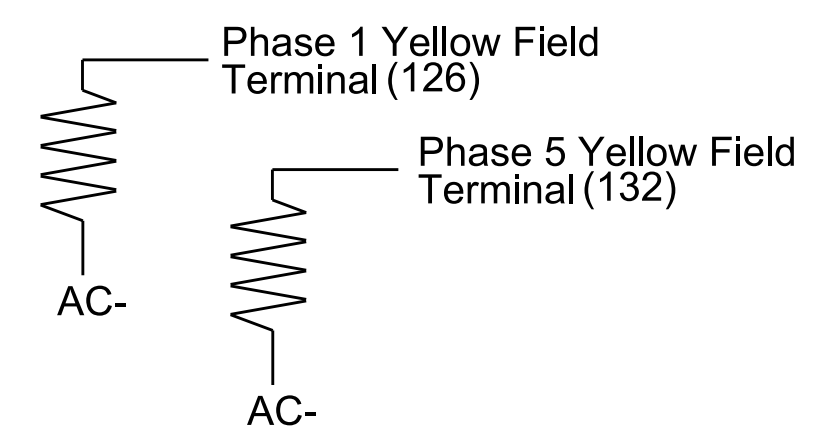 Phase 1 Yellow Field
Terminal (126)
Phase 5 Yellow Field
Terminal (132)
AC-
AC-